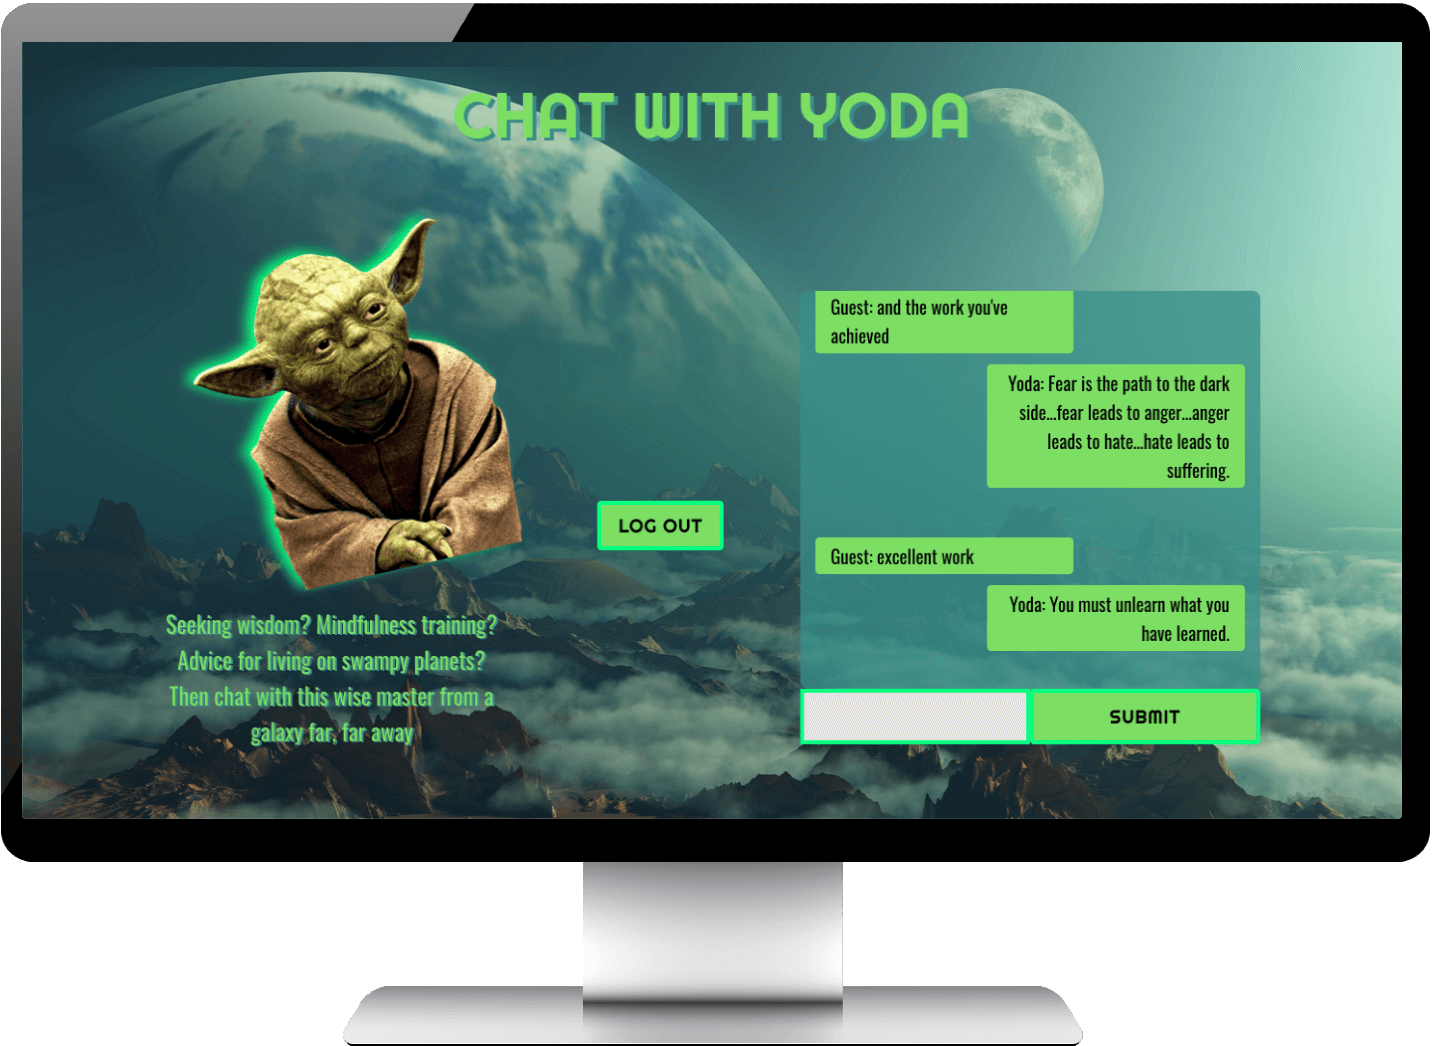 CHAT WITH YODA
Guest: and the work you've
achieved
Yoda: Fear is the path to the dark
side...fear leads to anger...anger
leads to hate...hate leads to
suffering.
LOG OUT
Guest: excellent work
Yoda: You must unlearn what you
have learned.
Seeking wisdom? Mindfulness training?
Advice for living on swampy planets?
Then chat with this wise master from a
galaxy far, far away
SUBMIT